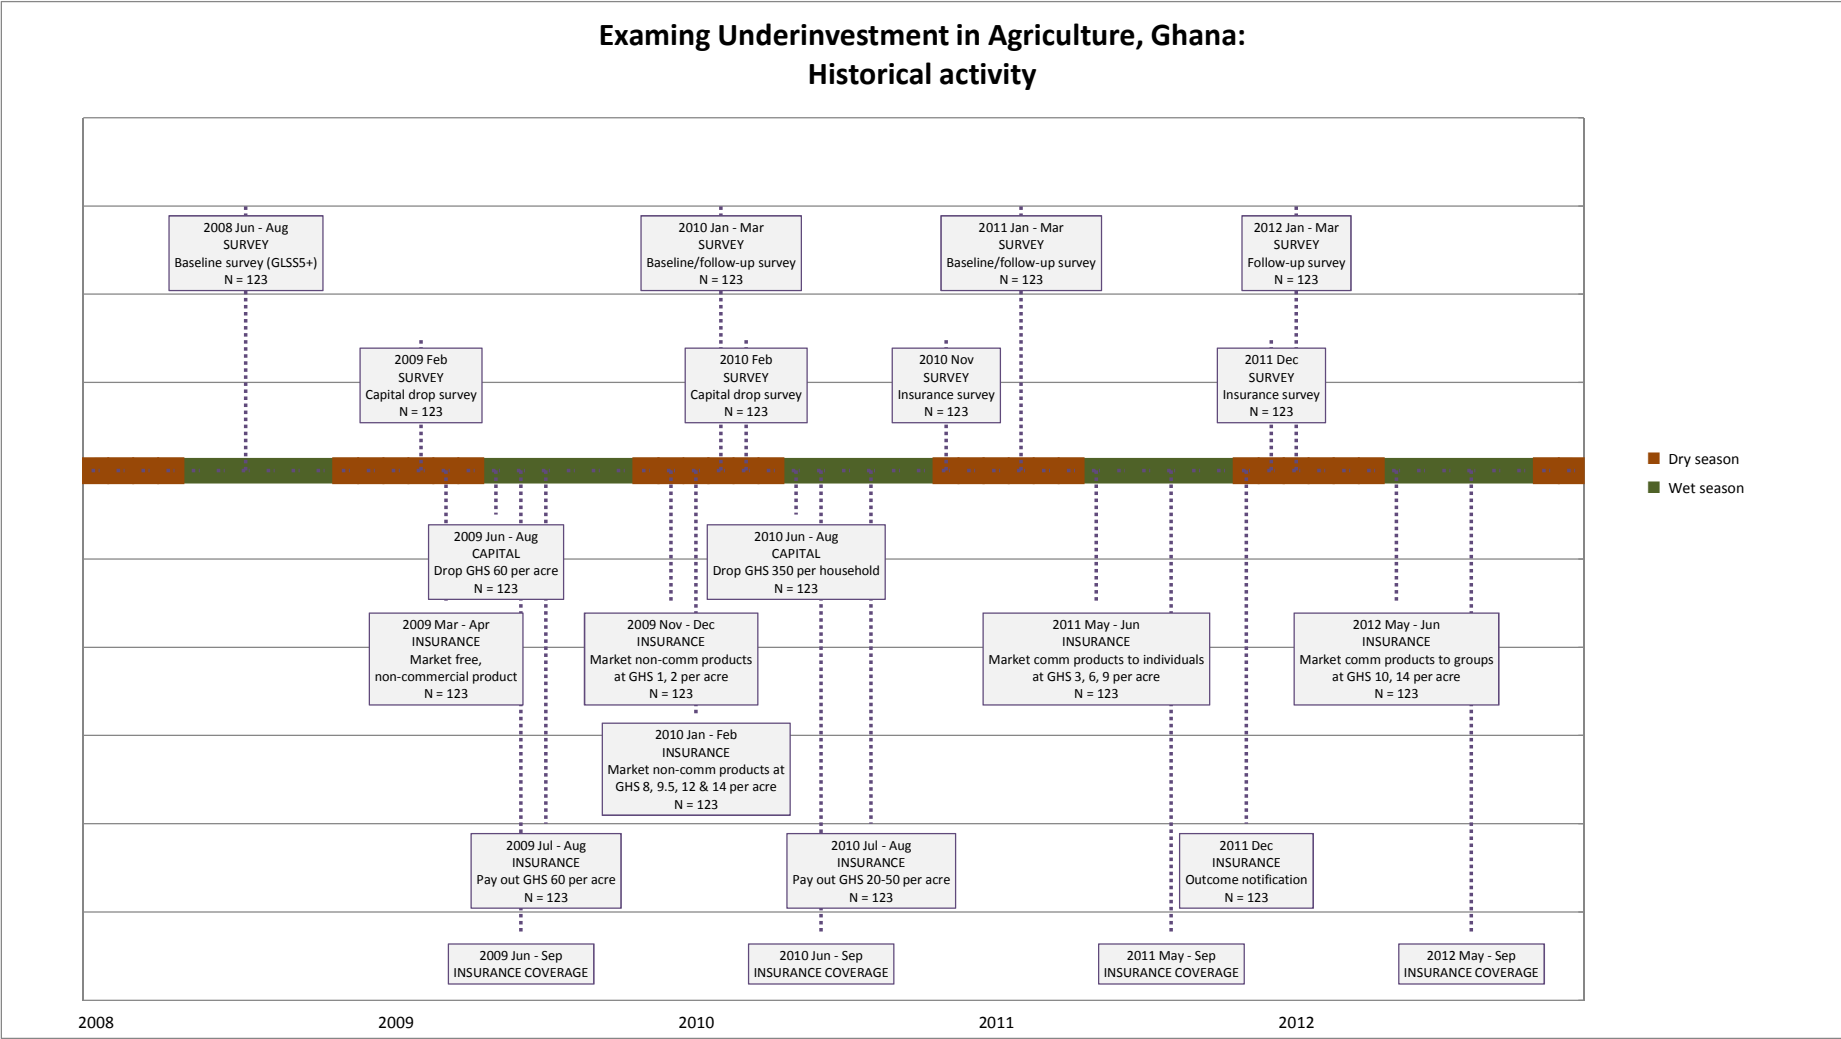 Examing Underinvestment in Agriculture, Ghana:
Historical activity
2008 Jun - Aug
SURVEY
Baseline survey (GLSS5+)
N = 123
2010 Jan - Mar
SURVEY
Baseline/follow-up survey
N = 123
2011 Jan - Mar
SURVEY
Baseline/follow-up survey
N = 123
2012 Jan - Mar
SURVEY
Follow-up survey
N = 123
2009 Feb
SURVEY
Capital drop survey
N = 123
2010 Feb
SURVEY
Capital drop survey
N = 123
2010 Nov
SURVEY
Insurance survey
N = 123
2011 Dec
SURVEY
Insurance survey
N = 123
Dry season
Wet season
2009 Jun - Aug
CAPITAL
Drop GHS 60 per acre
N = 123
2010 Jun - Aug
CAPITAL
Drop GHS 350 per household
N = 123
2009 Mar - Apr
INSURANCE
Market free,
non-commercial product
N = 123
2009 Nov - Dec
INSURANCE
Market non-comm products
at GHS 1, 2 per acre
N = 123
2011 May - Jun
INSURANCE
Market comm products to individuals
at GHS 3, 6, 9 per acre
N = 123
2012 May - Jun
INSURANCE
Market comm products to groups
at GHS 10, 14 per acre
N = 123
2010 Jan - Feb
INSURANCE
Market non-comm products at
GHS 8, 9.5, 12 & 14 per acre
N = 123
2009 Jul - Aug
INSURANCE
Pay out GHS 60 per acre
N = 123
2010 Jul - Aug
INSURANCE
Pay out GHS 20-50 per acre
N = 123
2011 Dec
INSURANCE
Outcome notification
N = 123
2009 Jun - Sep
INSURANCE COVERAGE
2010 Jun - Sep
INSURANCE COVERAGE
2011 May - Sep
INSURANCE COVERAGE
2012 May - Sep
INSURANCE COVERAGE
2008
2009
2010
2011
2012